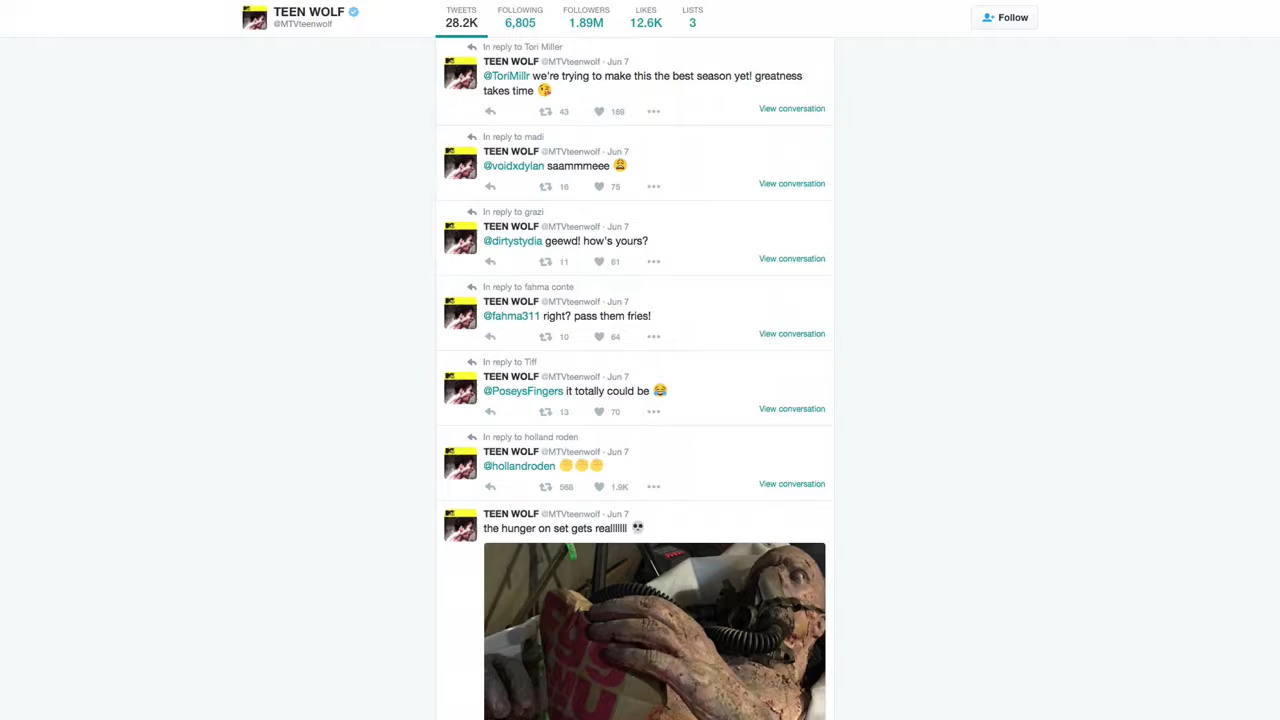 TEEN WOLF
@MTVteenwolf
TWEETS
28.2K
FOLLOWING
6,805
FOLLOWERS
1.89M
LIKES
12.6K
LISTS
3
Follow
In reply to Tori Miller
TEEN WOLF @MTVteenwolf · Jun 7
@ToriMillr we're trying to make this the best season yet! greatness
takes time 😘
43 169
View conversation
In reply to madi
TEEN WOLF @MTVteenwolf · Jun 7
@voidxdylan saammmeee 😩
16 75
View conversation
In reply to grazi
TEEN WOLF @MTVteenwolf · Jun 7
@dirtystydia geewd! how's yours?
11 61
View conversation
In reply to fahma conte
TEEN WOLF @MTVteenwolf · Jun 7
@fahma311 right? pass them fries!
10 64
View conversation
In reply to Tiff
TEEN WOLF @MTVteenwolf · Jun 7
@PoseysFingers it totally could be 😂
13 70
View conversation
In reply to holland roden
TEEN WOLF @MTVteenwolf · Jun 7
@hollandroden ✊✊✊
568 1.9K
View conversation
TEEN WOLF @MTVteenwolf · Jun 7
the hunger on set gets realllllll 💀